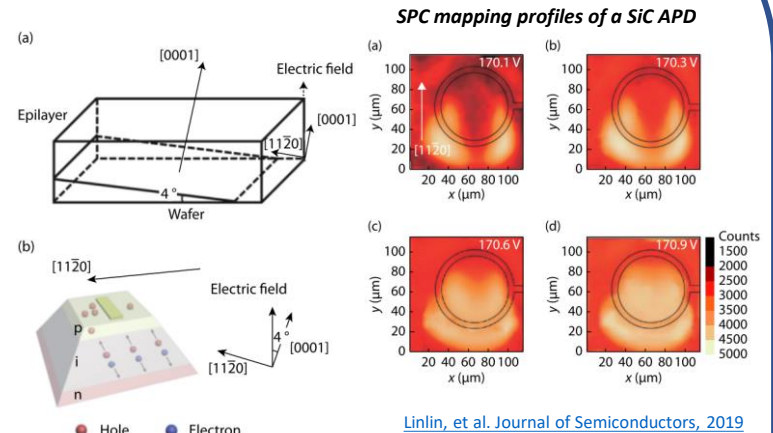 SPC mapping profiles of a SiC APD
(a)
[0001]
Electric field
Epilayer
[0001]
[112̄0]
4 °
Wafer
(b)
[112̄0]
Electric field
p
i
n
4 °
[0001]
[112̄0]
Hole
Electron
(a)
170.1 V
100
80
60
40
20
0
y (μm)
[112̄0]
20 40 60 80 100
x (μm)
(b)
170.3 V
100
80
60
40
20
0
y (μm)
20 40 60 80 100
x (μm)
(c)
170.6 V
100
80
60
40
20
0
y (μm)
20 40 60 80 100
x (μm)
(d)
170.9 V
100
80
60
40
20
0
y (μm)
20 40 60 80 100
x (μm)
Counts
1500
2000
2500
3000
3500
4000
4500
5000
Linlin, et al. Journal of Semiconductors, 2019